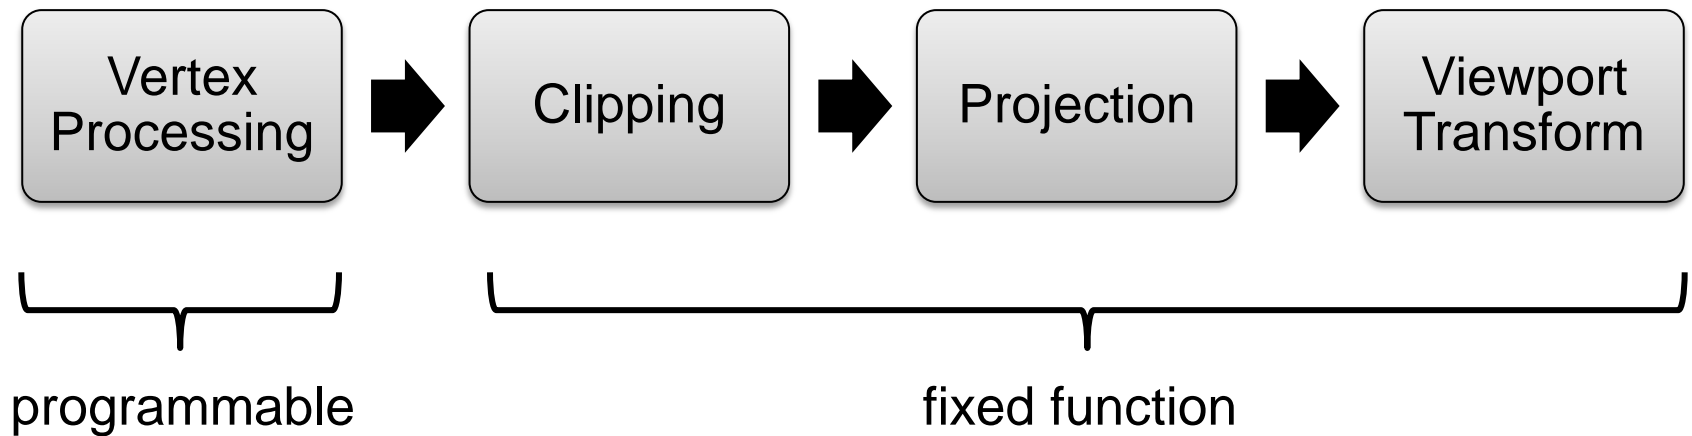 Vertex
Processing
Clipping
Projection
Viewport
Transform
programmable
fixed function